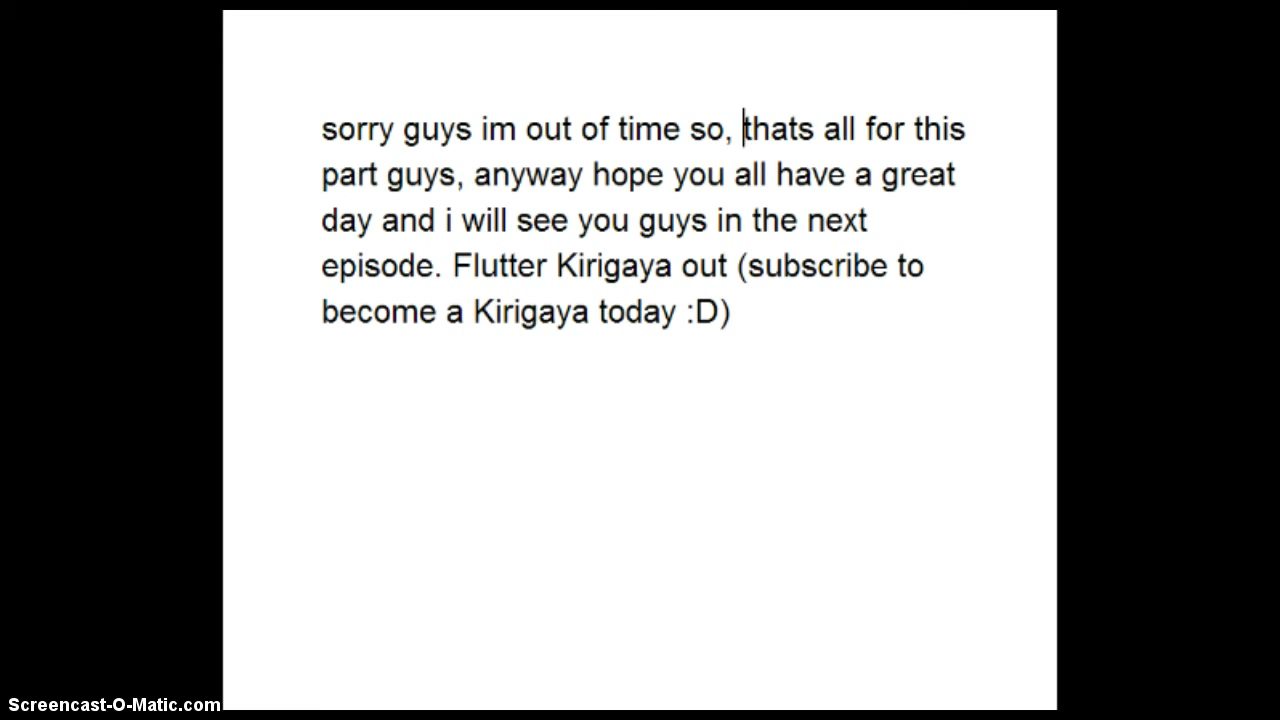 sorry guys im out of time so, thats all for this
part guys, anyway hope you all have a great
day and i will see you guys in the next
episode. Flutter Kirigaya out (subscribe to
become a Kirigaya today :D)
Screencast-O-Matic.com